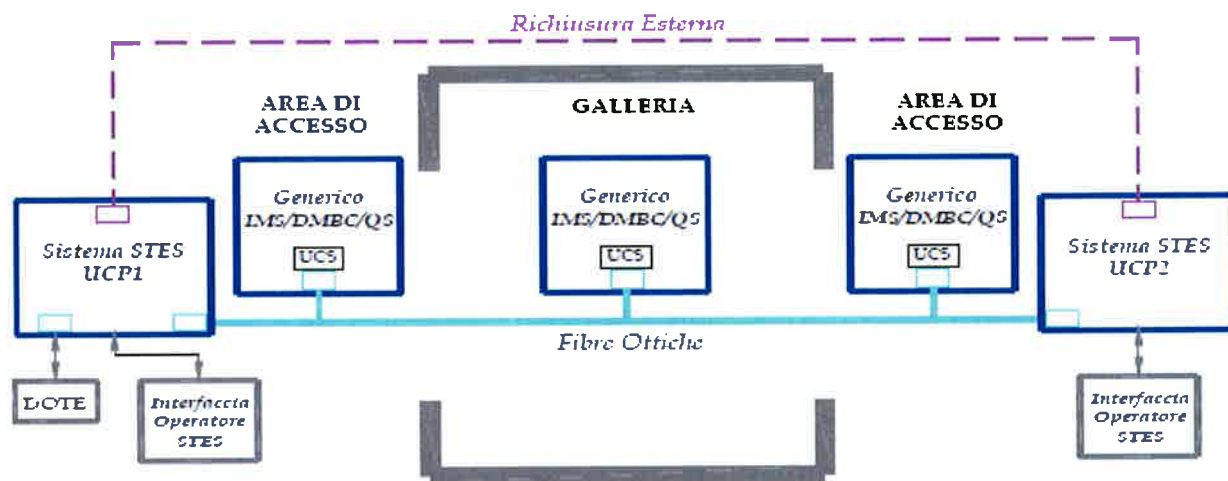 Richiusura Esterna
AREA DI
ACCESSO
GALLERIA
AREA DI
ACCESSO
Generico
IMS/DMBC/QS
UCS
Generico
IMS/DMBC/QS
UCS
Generico
IMS/DMBC/QS
UCS
Sistema STES
UCP1
Sistema STES
UCP2
Fibre Ottiche
DOTE
Interfaccia
Operatore
STES
Interfaccia
Operatore
STES